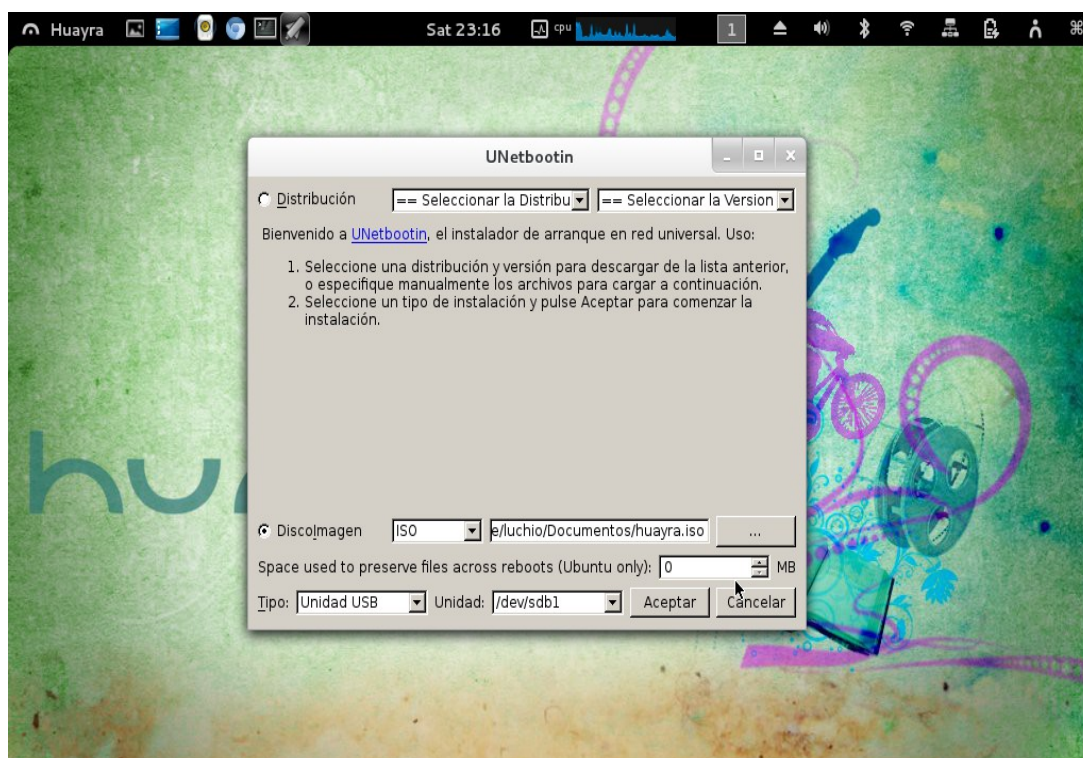 Huayra
Sat 23:16
cpu
1
UNetbootin
Distribución
== Seleccionar la Distribu
== Seleccionar la Version
Bienvenido a UNetbootin, el instalador de arranque en red universal. Uso:
1. Seleccione una distribución y versión para descargar de la lista anterior,
o especifique manualmente los archivos para cargar a continuación.
2. Seleccione un tipo de instalación y pulse Aceptar para comenzar la
instalación.
hu
DiscoImagen
ISO
e/luchio/Documentos/huayra.iso
...
Space used to preserve files across reboots (Ubuntu only): 0 MB
Tipo: Unidad USB Unidad: /dev/sdb1 Aceptar Cancelar